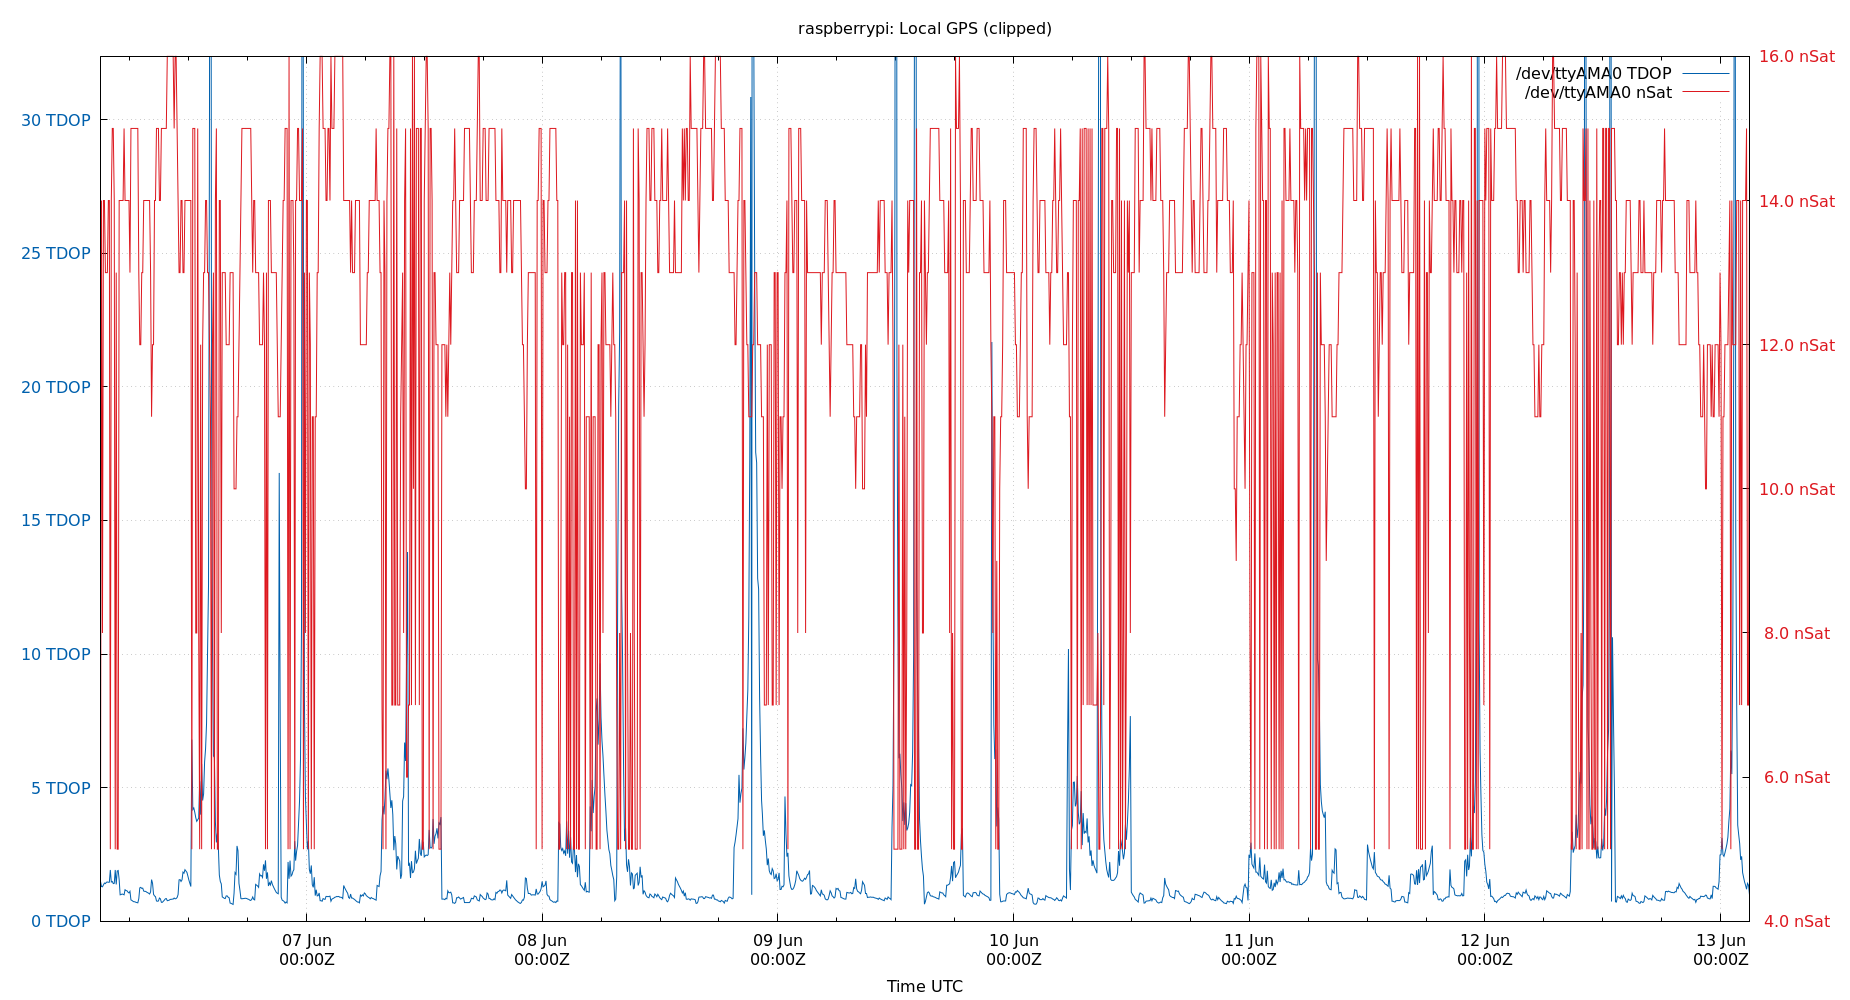 raspberrypi: Local GPS (clipped)
16.0 nSat
/dev/ttyAMA0 TDOP
/dev/ttyAMA0 nSat
30 TDOP
14.0 nSat
25 TDOP
12.0 nSat
20 TDOP
10.0 nSat
15 TDOP
8.0 nSat
10 TDOP
6.0 nSat
5 TDOP
0 TDOP
4.0 nSat
07 Jun 08 Jun 09 Jun 10 Jun 11 Jun 12 Jun 13 Jun
00:00Z 00:00Z 00:00Z 00:00Z 00:00Z 00:00Z 00:00Z
Time UTC